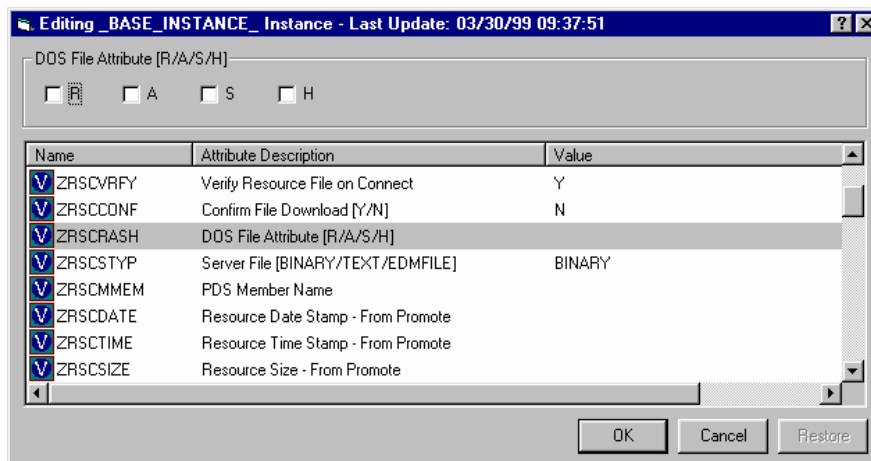 Editing _BASE_INSTANCE_ Instance - Last Update: 03/30/99 09:37:51
DOS File Attribute [R/A/S/H]
R A S H
Name Attribute Description Value
V ZRSCVRFY Verify Resource File on Connect Y
V ZRSCCONF Confirm File Download [Y/N] N
V ZRSCRASH DOS File Attribute [R/A/S/H]
V ZRSCSTYP Server File [BINARY/TEXT/EDMFILE] BINARY
V ZRSCMMEM PDS Member Name
V ZRSCDATE Resource Date Stamp - From Promote
V ZRSCTIME Resource Time Stamp - From Promote
V ZRSCSIZE Resource Size - From Promote
OK Cancel Restore